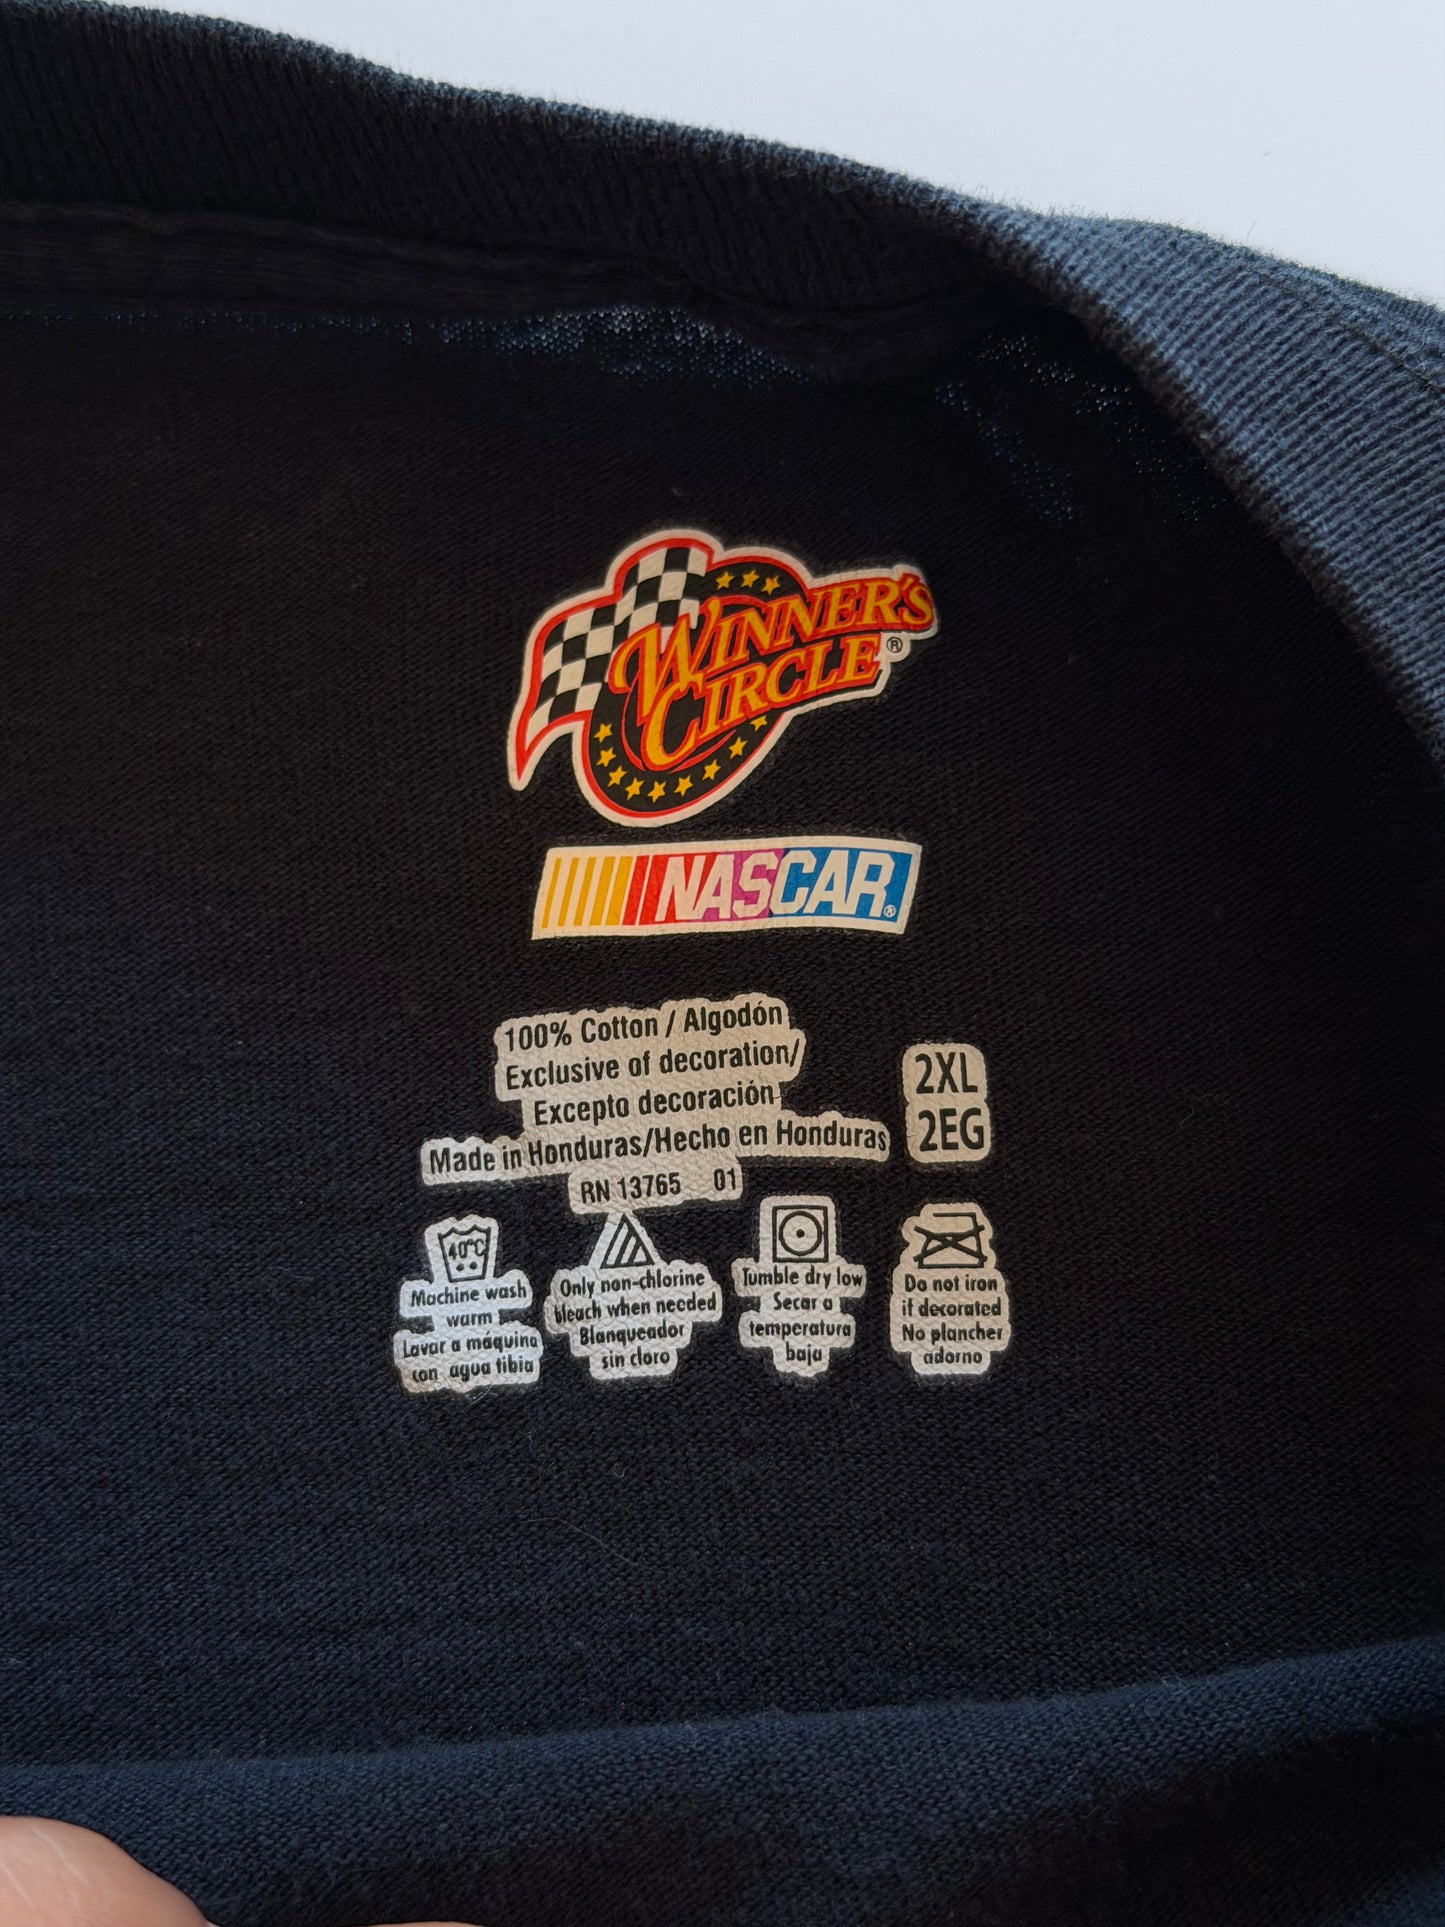 WINNER'S
CIRCLE®
NASCAR®
100% Cotton / Algodón
Exclusive of decoration/
Excepto decoración
Made in Honduras/Hecho en Honduras
RN 13765 01
2XL
2EG
40°C
Machine wash
warm
Lavar a máquina
con agua tibia
Only non-chlorine
bleach when needed
Blanqueador
sin cloro
Tumble dry low
Secar a
temperatura
baja
Do not iron
if decorated
No plancher
adorno